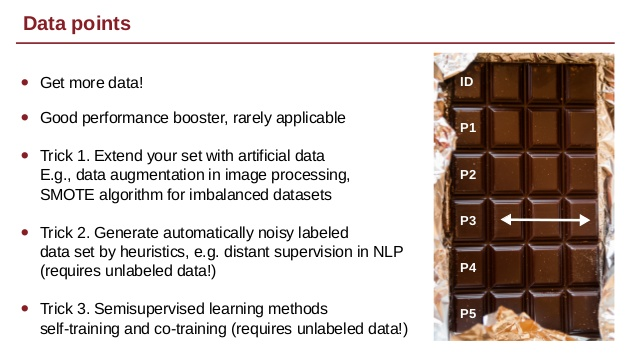 Data points
Get more data!
Good performance booster, rarely applicable
Trick 1. Extend your set with artificial data
E.g., data augmentation in image processing,
SMOTE algorithm for imbalanced datasets
Trick 2. Generate automatically noisy labeled
data set by heuristics, e.g. distant supervision in NLP
(requires unlabeled data!)
Trick 3. Semisupervised learning methods
self-training and co-training (requires unlabeled data!)
ID
P1
P2
P3
P4
P5